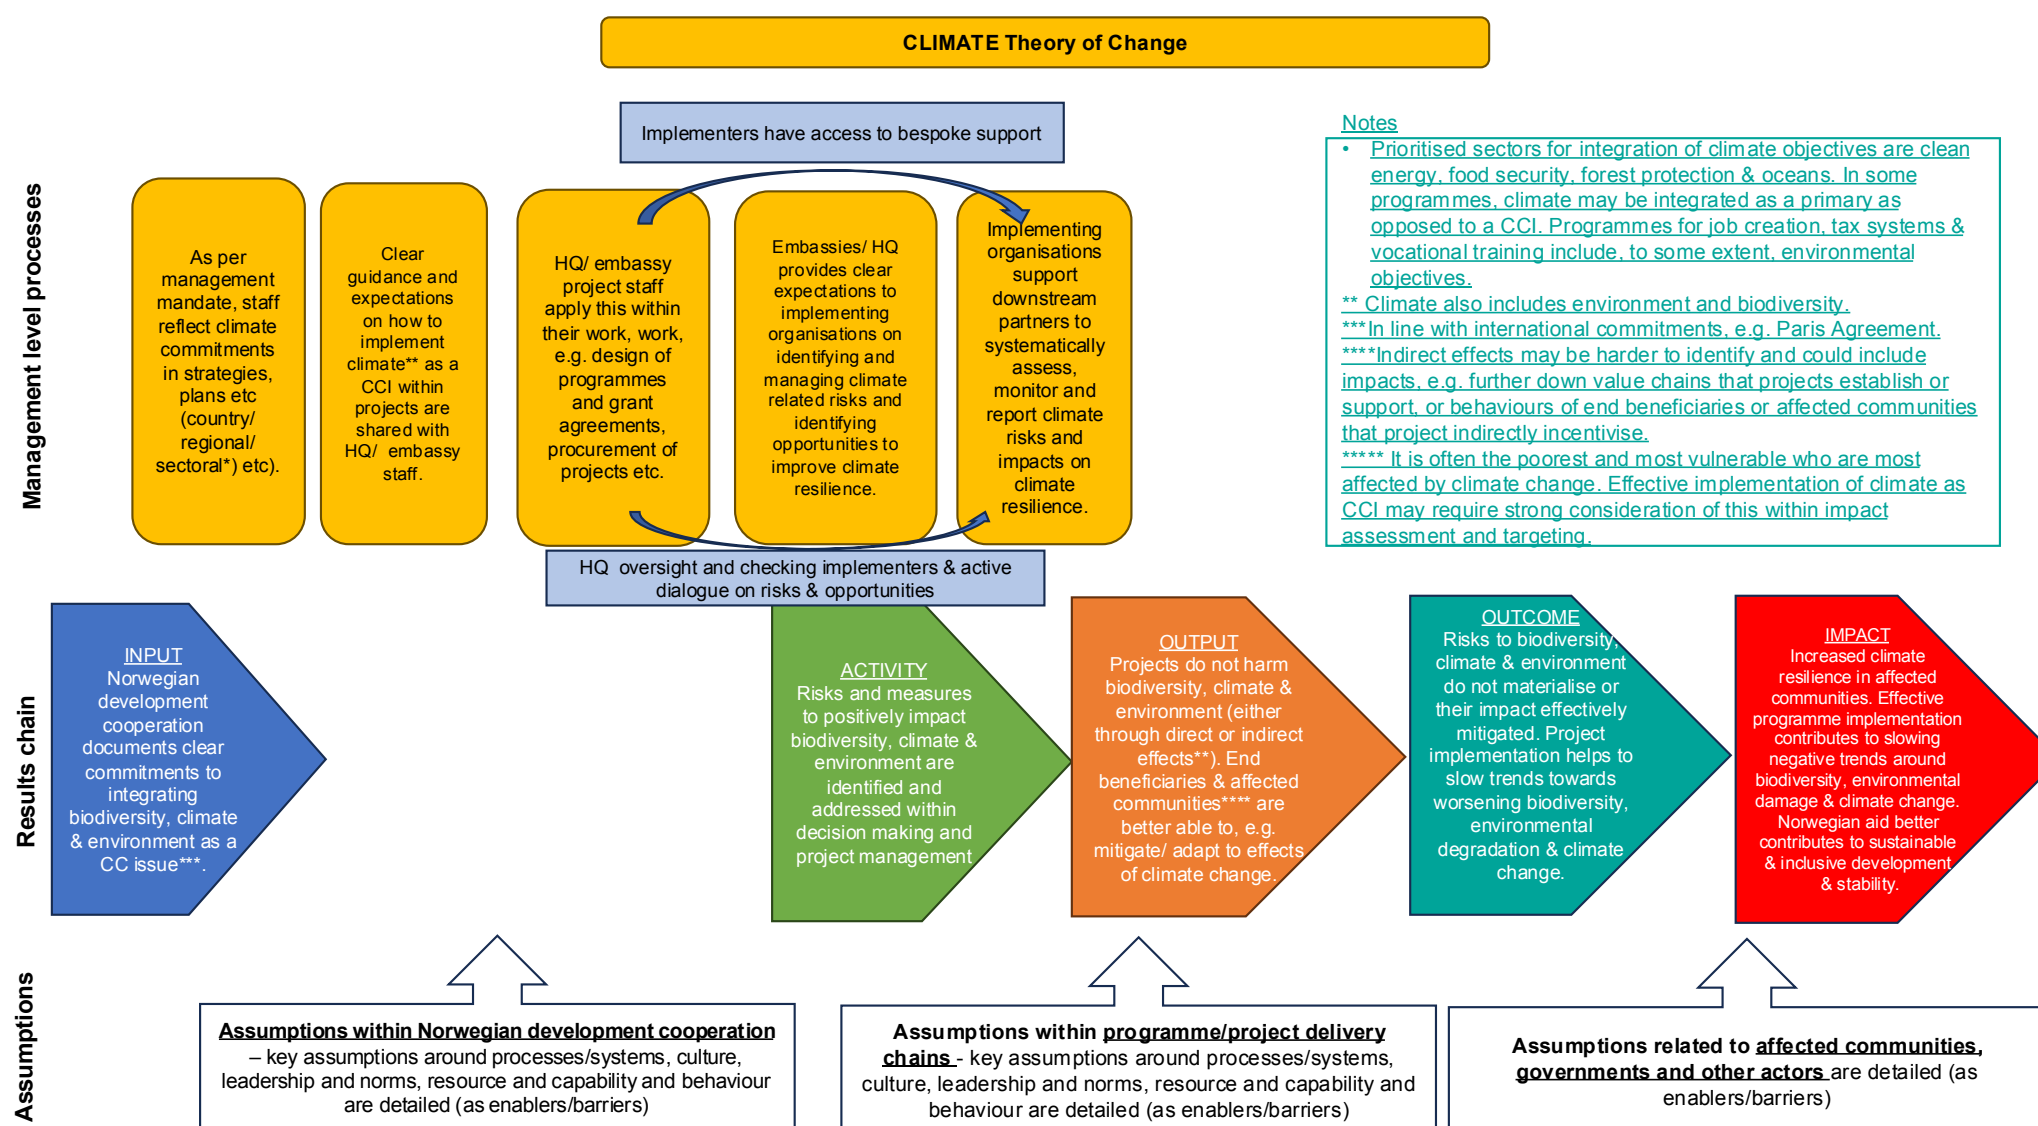 CLIMATE Theory of Change
Implementers have access to bespoke support
Management level processes
As per
management
mandate, staff
reflect climate
commitments
in strategies,
plans etc
(country/
regional/
sectoral*) etc).
Clear
guidance and
expectations
on how to
implement
climate** as a
CCI within
projects are
shared with
HQ/ embassy
staff.
HQ/ embassy
project staff
apply this within
their work, work,
e.g. design of
programmes
and grant
agreements,
procurement of
projects etc.
Embassies/ HQ
provides clear
expectations to
implementing
organisations on
identifying and
managing climate
related risks and
identifying
opportunities to
improve climate
resilience.
Implementing
organisations
support
downstream
partners to
systematically
assess,
monitor and
report climate
risks and
impacts on
climate
resilience.
HQ oversight and checking implementers & active
dialogue on risks & opportunities
Notes
• Prioritised sectors for integration of climate objectives are clean
energy, food security, forest protection & oceans. In some
programmes, climate may be integrated as a primary as
opposed to a CCI. Programmes for job creation, tax systems &
vocational training include, to some extent, environmental
objectives.
** Climate also includes environment and biodiversity.
***In line with international commitments, e.g. Paris Agreement.
****Indirect effects may be harder to identify and could include
impacts, e.g. further down value chains that projects establish or
support, or behaviours of end beneficiaries or affected communities
that project indirectly incentivise.
***** It is often the poorest and most vulnerable who are most
affected by climate change. Effective implementation of climate as
CCI may require strong consideration of this within impact
assessment and targeting.
Results chain
INPUT
Norwegian
development
cooperation
documents clear
commitments to
integrating
biodiversity, climate
& environment as a
CC issue***.
ACTIVITY
Risks and measures
to positively impact
biodiversity, climate &
environment are
identified and
addressed within
decision making and
project management
OUTPUT
Projects do not harm
biodiversity, climate &
environment (either
through direct or indirect
effects**). End
beneficiaries & affected
communities**** are
better able to, e.g.
mitigate/ adapt to effects
of climate change.
OUTCOME
Risks to biodiversity,
climate & environment
do not materialise or
their impact effectively
mitigated. Project
implementation helps to
slow trends towards
worsening biodiversity,
environmental
degradation & climate
change.
IMPACT
Increased climate
resilience in affected
communities. Effective
programme implementation
contributes to slowing
negative trends around
biodiversity, environmental
damage & climate change.
Norwegian aid better
contributes to sustainable
& inclusive development
& stability.
Assumptions
Assumptions within Norwegian development cooperation
– key assumptions around processes/systems, culture,
leadership and norms, resource and capability and behaviour
are detailed (as enablers/barriers)
Assumptions within programme/project delivery
chains - key assumptions around processes/systems,
culture, leadership and norms, resource and capability and
behaviour are detailed (as enablers/barriers)
Assumptions related to affected communities,
governments and other actors are detailed (as
enablers/barriers)